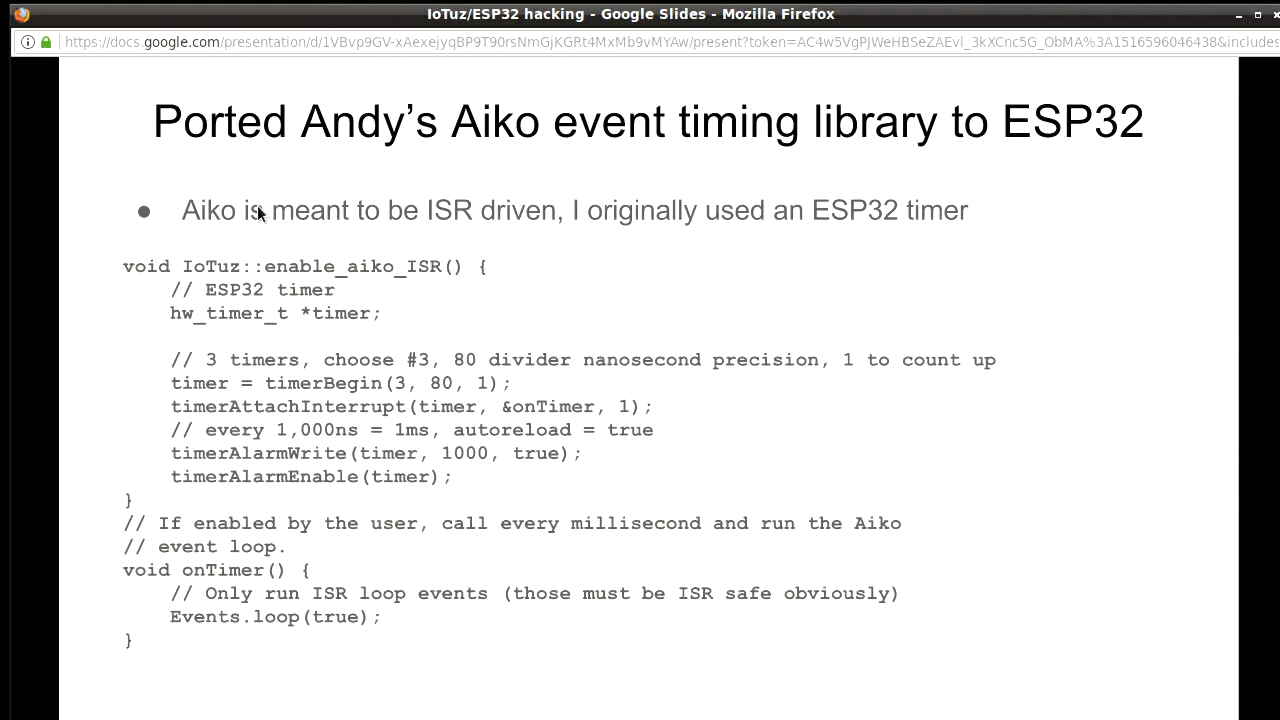 IoTuz/ESP32 hacking - Google Slides - Mozilla Firefox
https://docs.google.com/presentation/d/1VBvp9GV-xAexejyqBP9T90rsNmGjKGRt4MxMb9vMYAw/present?token=AC4w5VgPJWeHBSeZAEvl_3kXCnc5G_ObMA%3A1516596046438&includes
Ported Andy’s Aiko event timing library to ESP32
● Aiko is meant to be ISR driven, I originally used an ESP32 timer
void IoTuz::enable_aiko_ISR() {
// ESP32 timer
hw_timer_t *timer;
// 3 timers, choose #3, 80 divider nanosecond precision, 1 to count up
timer = timerBegin(3, 80, 1);
timerAttachInterrupt(timer, &onTimer, 1);
// every 1,000ns = 1ms, autoreload = true
timerAlarmWrite(timer, 1000, true);
timerAlarmEnable(timer);
}
// If enabled by the user, call every millisecond and run the Aiko
// event loop.
void onTimer() {
// Only run ISR loop events (those must be ISR safe obviously)
Events.loop(true);
}